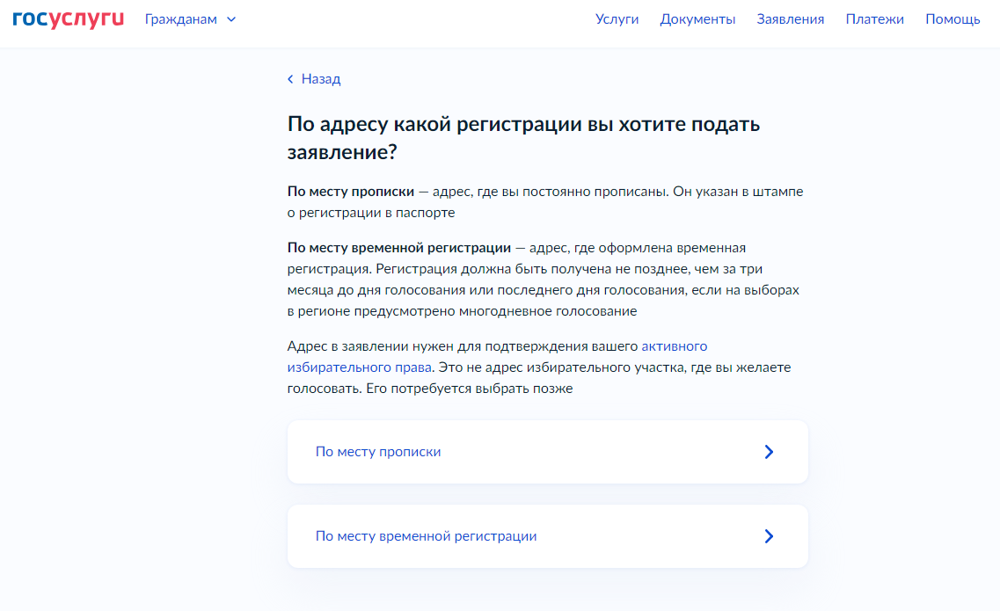 госуслуги Гражданам Услуги Документы Заявления Платежи Помощь
Назад
По адресу какой регистрации вы хотите подать
заявление?
По месту прописки — адрес, где вы постоянно прописаны. Он указан в штампе
о регистрации в паспорте
По месту временной регистрации — адрес, где оформлена временная
регистрация. Регистрация должна быть получена не позднее, чем за три
месяца до дня голосования или последнего дня голосования, если на выборах
в регионе предусмотрено многодневное голосование
Адрес в заявлении нужен для подтверждения вашего активного
избирательного права. Это не адрес избирательного участка, где вы желаете
голосовать. Его потребуется выбрать позже
По месту прописки
По месту временной регистрации